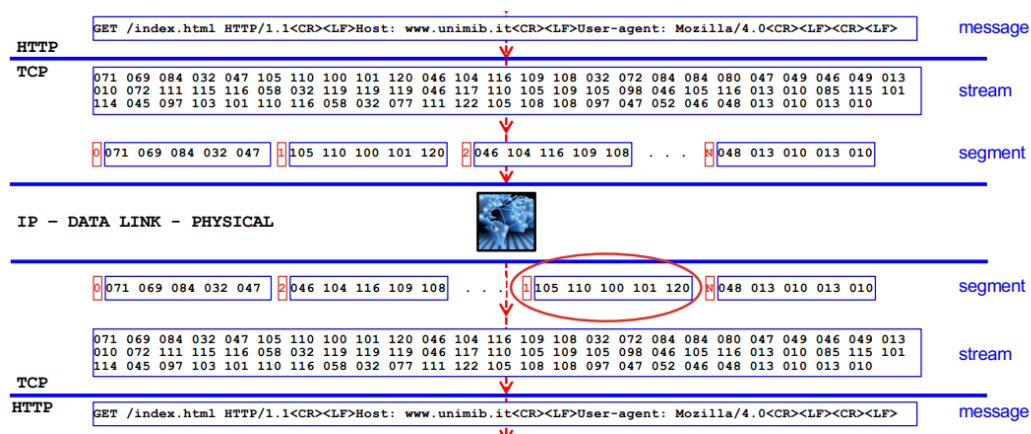 GET /index.html HTTP/1.1<CR><LF>Host: www.unimib.it<CR><LF>User-agent: Mozilla/4.0<CR><LF><CR><LF> message
HTTP
TCP
071 069 084 032 047 105 110 100 101 120 046 104 116 109 108 032 072 084 084 080 047 049 046 049 013
010 072 111 115 116 058 032 119 119 119 046 117 110 105 109 105 098 046 105 116 013 010 085 115 101 stream
114 045 097 103 101 110 116 058 032 077 111 122 105 108 108 097 047 052 046 048 013 010 013 010
0 071 069 084 032 047 1 105 110 100 101 120 2 046 104 116 109 108 . . . N 048 013 010 013 010 segment
IP - DATA LINK - PHYSICAL
0 071 069 084 032 047 2 046 104 116 109 108 . . . 1 105 110 100 101 120 N 048 013 010 013 010 segment
071 069 084 032 047 105 110 100 101 120 046 104 116 109 108 032 072 084 084 080 047 049 046 049 013
010 072 111 115 116 058 032 119 119 119 046 117 110 105 109 105 098 046 105 116 013 010 085 115 101 stream
114 045 097 103 101 110 116 058 032 077 111 122 105 108 108 097 047 052 046 048 013 010 013 010
TCP
HTTP
GET /index.html HTTP/1.1<CR><LF>Host: www.unimib.it<CR><LF>User-agent: Mozilla/4.0<CR><LF><CR><LF> message